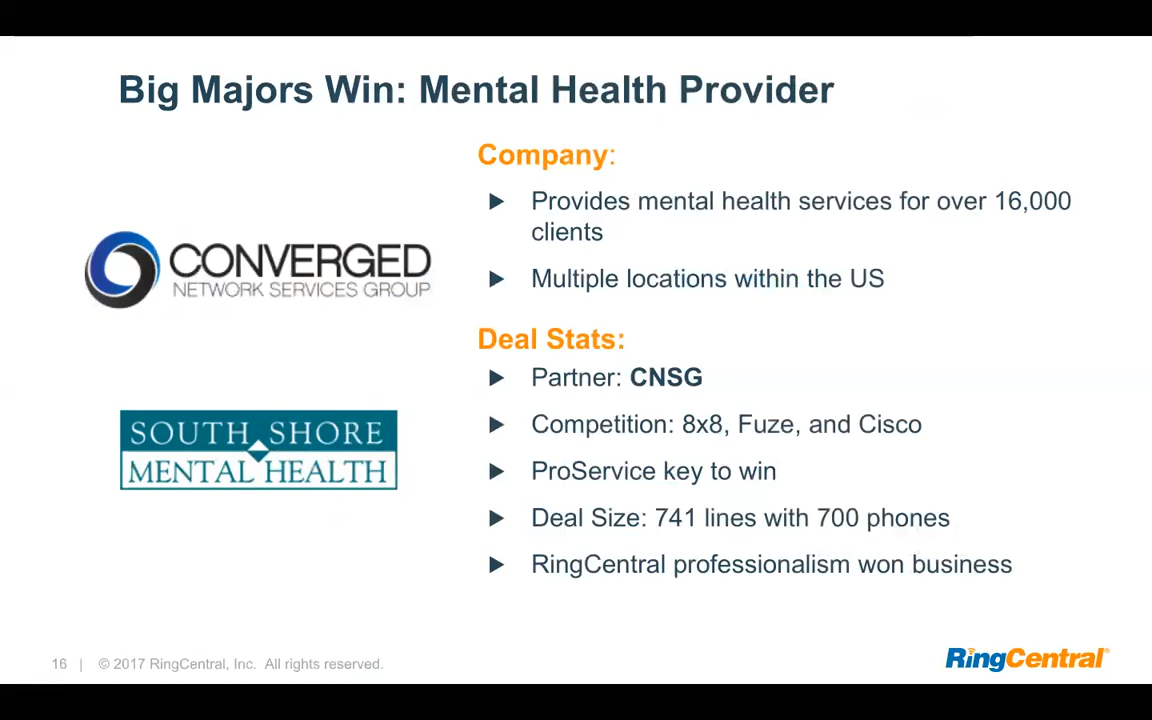 Big Majors Win: Mental Health Provider
CONVERGED
NETWORK SERVICES GROUP
SOUTH SHORE
MENTAL HEALTH
Company:
Provides mental health services for over 16,000
clients
Multiple locations within the US
Deal Stats:
Partner: CNSG
Competition: 8x8, Fuze, and Cisco
ProService key to win
Deal Size: 741 lines with 700 phones
RingCentral professionalism won business
16 | © 2017 RingCentral, Inc. All rights reserved.
RingCentral®